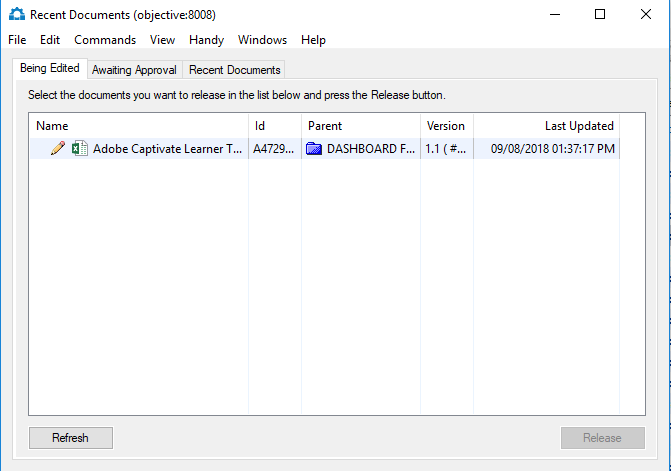 Recent Documents (objective:8008)
File Edit Commands View Handy Windows Help
Being Edited Awaiting Approval Recent Documents
Select the documents you want to release in the list below and press the Release button.
Name Id Parent Version Last Updated
Adobe Captivate Learner T... A4729... DASHBOARD F... 1.1 ( #... 09/08/2018 01:37:17 PM
Refresh Release